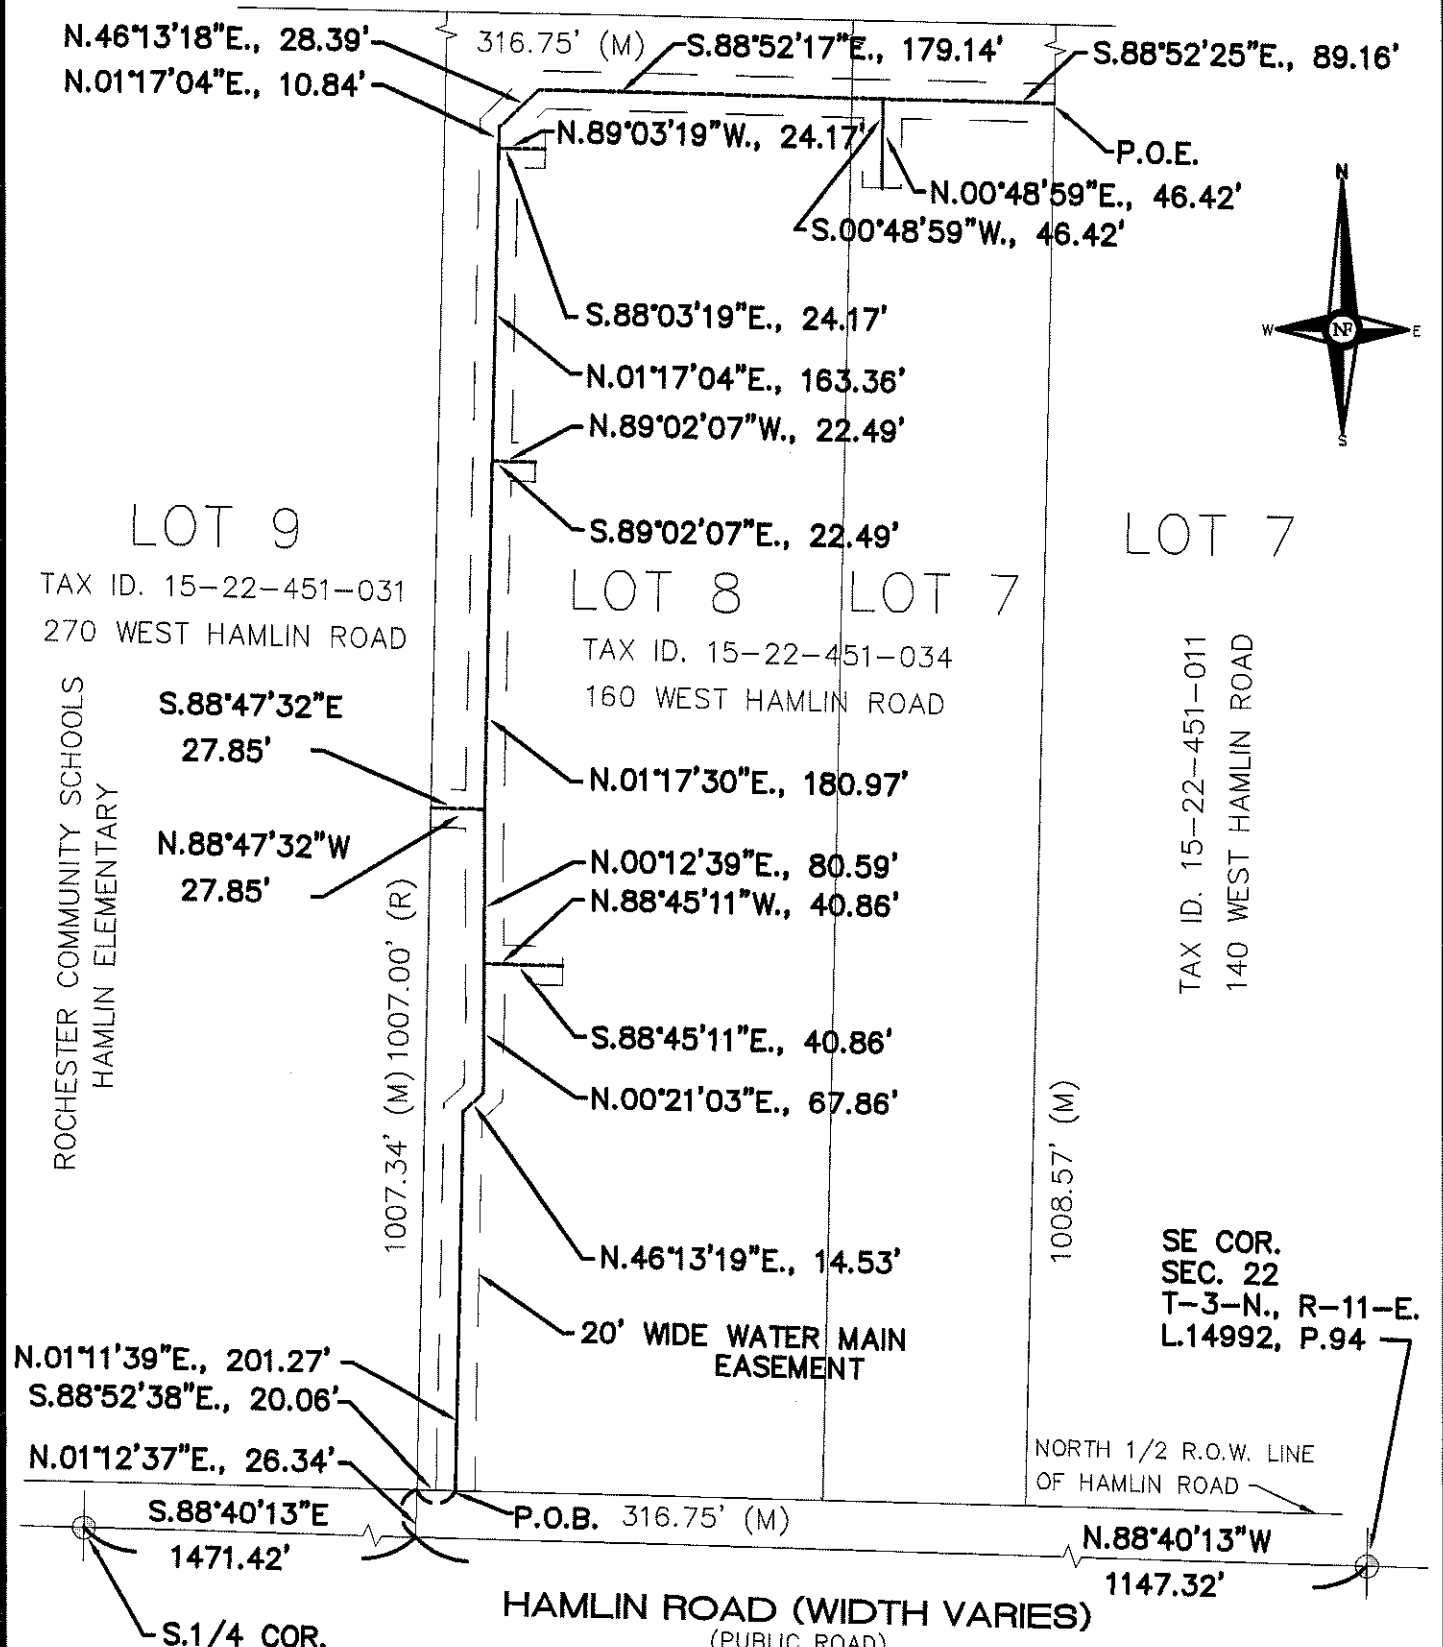 N.46°13'18"E., 28.39'
316.75' (M)
S.88°52'17"E., 179.14'
S.88°52'25"E., 89.16'
N.01°17'04"E., 10.84'
N.89°03'19"W., 24.17'
P.O.E.
N.00°48'59"E., 46.42'
S.00°48'59"W., 46.42'
N
W
NF
E
S
S.88°03'19"E., 24.17'
N.01°17'04"E., 163.36'
N.89°02'07"W., 22.49'
S.89°02'07"E., 22.49'
LOT 9
TAX ID. 15-22-451-031
270 WEST HAMLIN ROAD
ROCHESTER COMMUNITY SCHOOLS
HAMLIN ELEMENTARY
LOT 8
LOT 7
TAX ID. 15-22-451-034
160 WEST HAMLIN ROAD
LOT 7
TAX ID. 15-22-451-011
140 WEST HAMLIN ROAD
S.88°47'32"E
27.85'
N.01°17'30"E., 180.97'
N.88°47'32"W
27.85'
N.00°12'39"E., 80.59'
N.88°45'11"W., 40.86'
S.88°45'11"E., 40.86'
N.00°21'03"E., 67.86'
1007.34' (M) 1007.00' (R)
1008.57' (M)
N.46°13'19"E., 14.53'
20' WIDE WATER MAIN
EASEMENT
SE COR.
SEC. 22
T-3-N., R-11-E.
L.14992, P.94
N.01°11'39"E., 201.27'
S.88°52'38"E., 20.06'
N.01°12'37"E., 26.34'
NORTH 1/2 R.O.W. LINE
OF HAMLIN ROAD
S.88°40'13"E
1471.42'
P.O.B.
316.75' (M)
N.88°40'13"W
1147.32'
HAMLIN ROAD (WIDTH VARIES)
(PUBLIC ROAD)
S.1/4 COR.